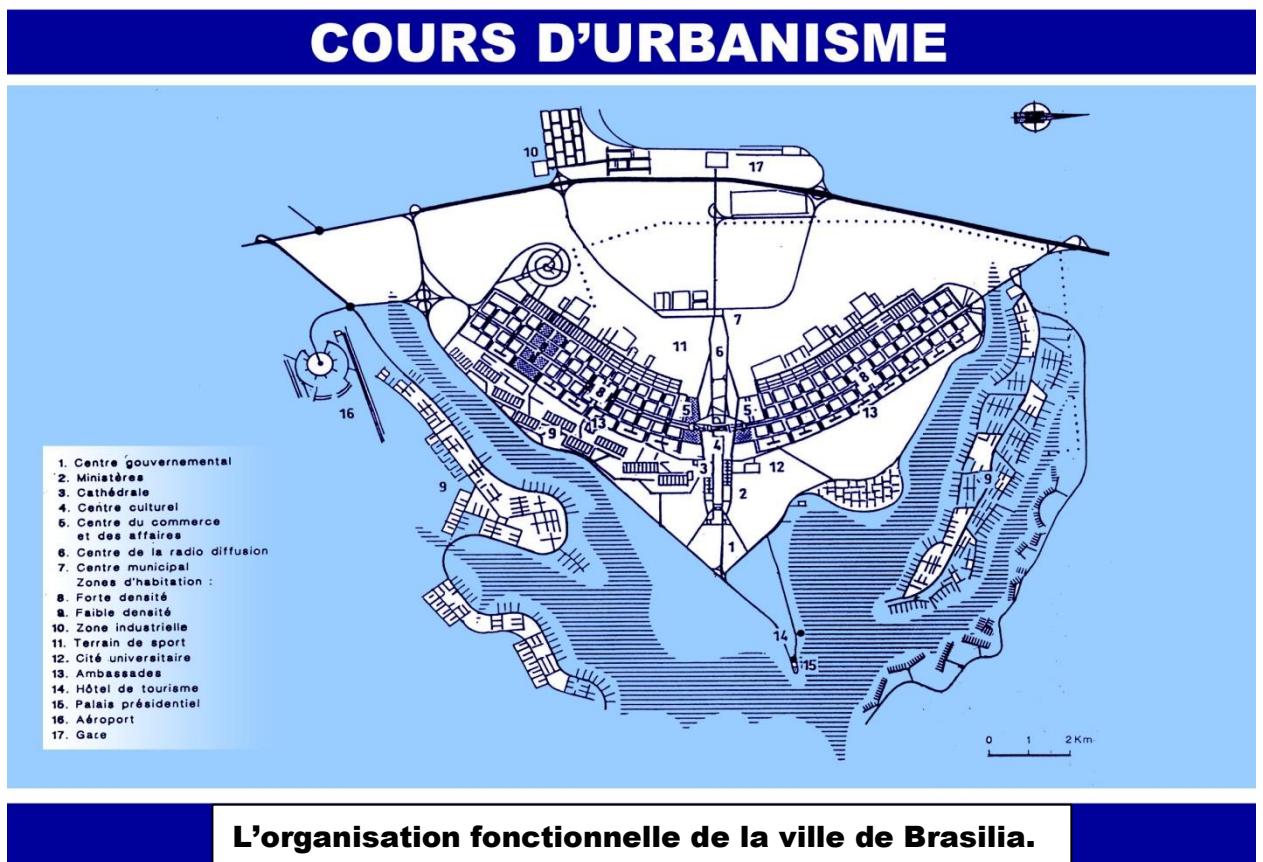 COURS D'URBANISME
10
17
7
6
11
8
8
5
5
13
13
4
9
3
12
16
2
9
9
1
14
15
1. Centre gouvernemental
2. Ministères
3. Cathédrale
4. Centre culturel
5. Centre du commerce
et des affaires
6. Centre de la radio diffusion
7. Centre municipal
Zones d'habitation :
8. Forte densité
9. Faible densité
10. Zone industrielle
11. Terrain de sport
12. Cité universitaire
13. Ambassades
14. Hôtel de tourisme
15. Palais présidentiel
16. Aéroport
17. Gace
0 1 2 Km
L'organisation fonctionnelle de la ville de Brasilia.